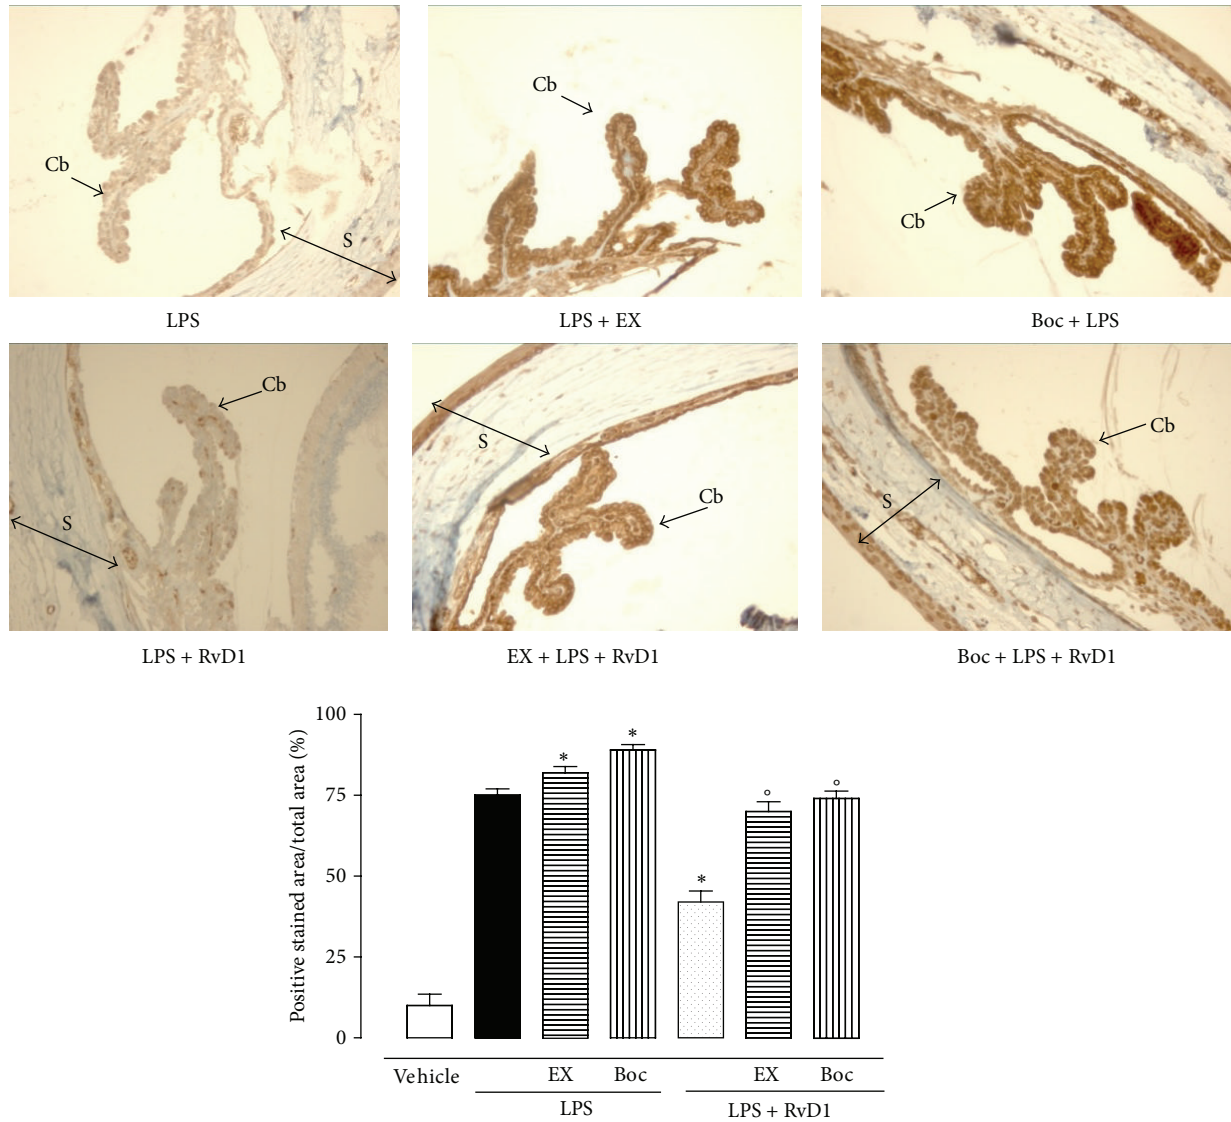 Cb
S
LPS
Cb
LPS + EX
Cb
Boc + LPS
Cb
S
LPS + RvD1
S
Cb
EX + LPS + RvD1
Cb
S
Boc + LPS + RvD1
Positive stained area/total area (%)
100
75
50
25
0
*
*
*
°
°
Vehicle
EX Boc
EX Boc
LPS
LPS + RvD1